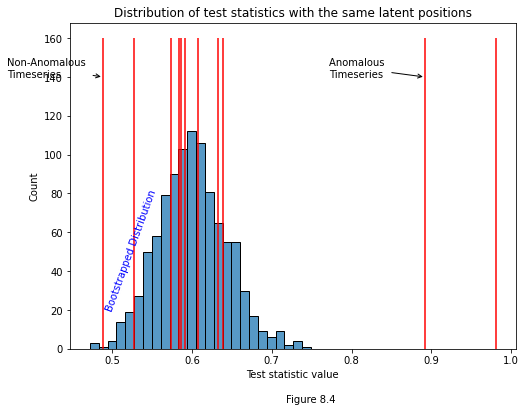 Distribution of test statistics with the same latent positions
160
140
120
100
80
60
40
20
0
Count
Non-Anomalous
Timeseries
Anomalous
Timeseries
Bootstrapped Distribution
0.5
0.6
0.7
0.8
0.9
1.0
Test statistic value
Figure 8.4